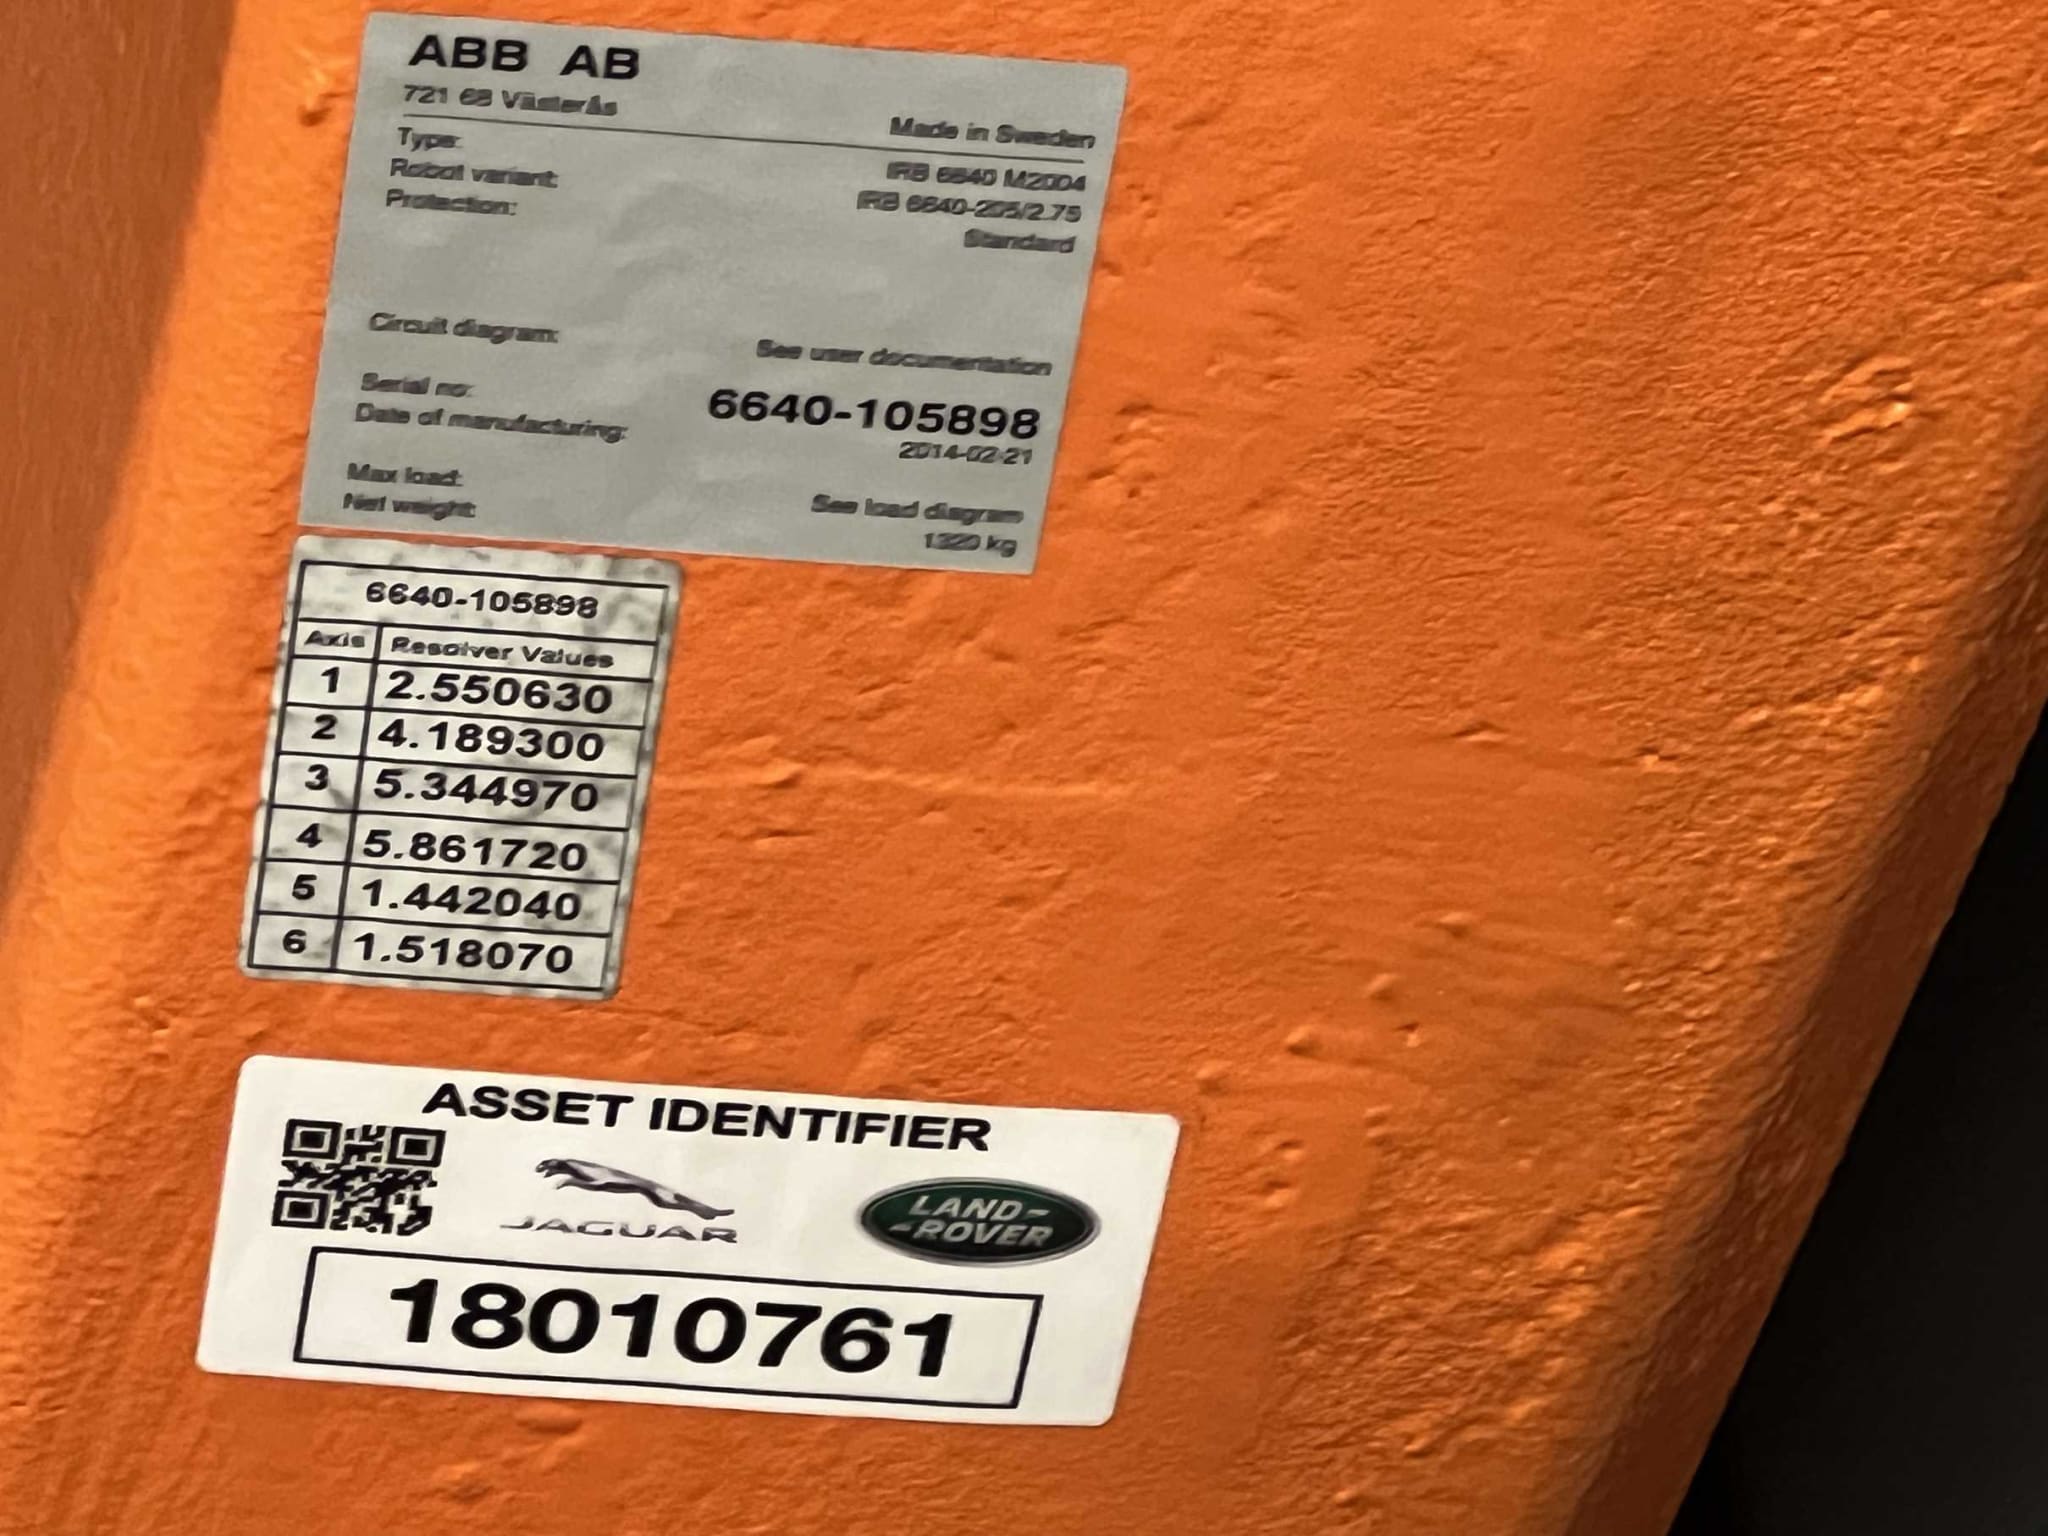 ABB AB
721 68 Västerås
Made in Sweden
Type: IRB 6640 M2004
Robot variant: IRB 6640-205/2.75
Protection: Standard
Circuit diagram: See user documentation
Serial no: 6640-105898
Date of manufacturing: 2014-02-21
Max load: See load diagram
Net weight: 1320 kg
6640-105898
Axis Resolver Values
1 2.550630
2 4.189300
3 5.344970
4 5.861720
5 1.442040
6 1.518070
ASSET IDENTIFIER
JAGUAR
LAND-
ROVER
18010761